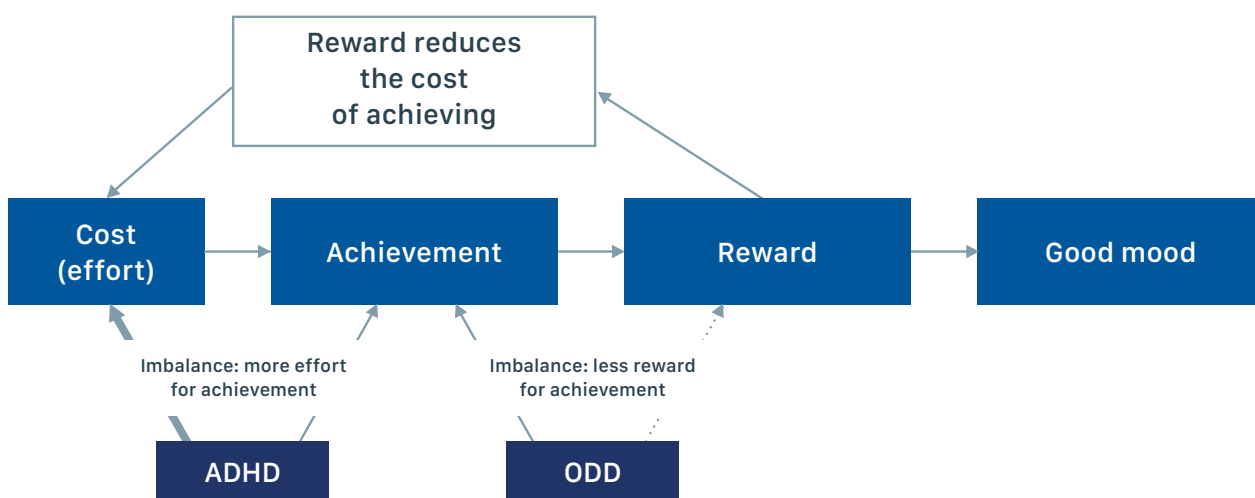 Reward reduces
the cost
of achieving
Cost
(effort)
Achievement
Reward
Good mood
Imbalance: more effort
for achievement
Imbalance: less reward
for achievement
ADHD
ODD